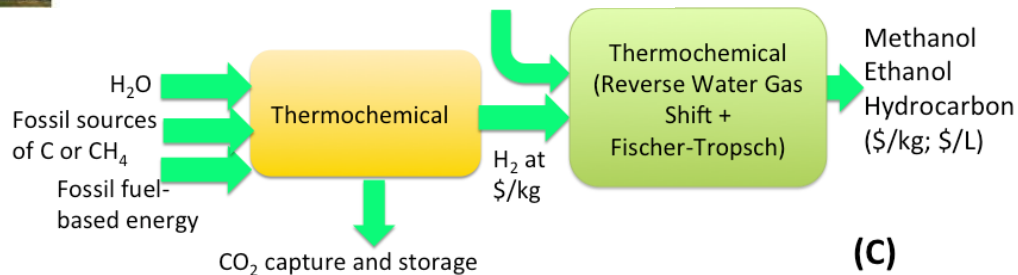 H₂O
Fossil sources
of C or CH₄
Fossil fuel-
based energy
Thermochemical
CO₂ capture and storage
H₂ at
$/kg
Thermochemical
(Reverse Water Gas
Shift +
Fischer-Tropsch)
Methanol
Ethanol
Hydrocarbon
($/kg; $/L)
(C)